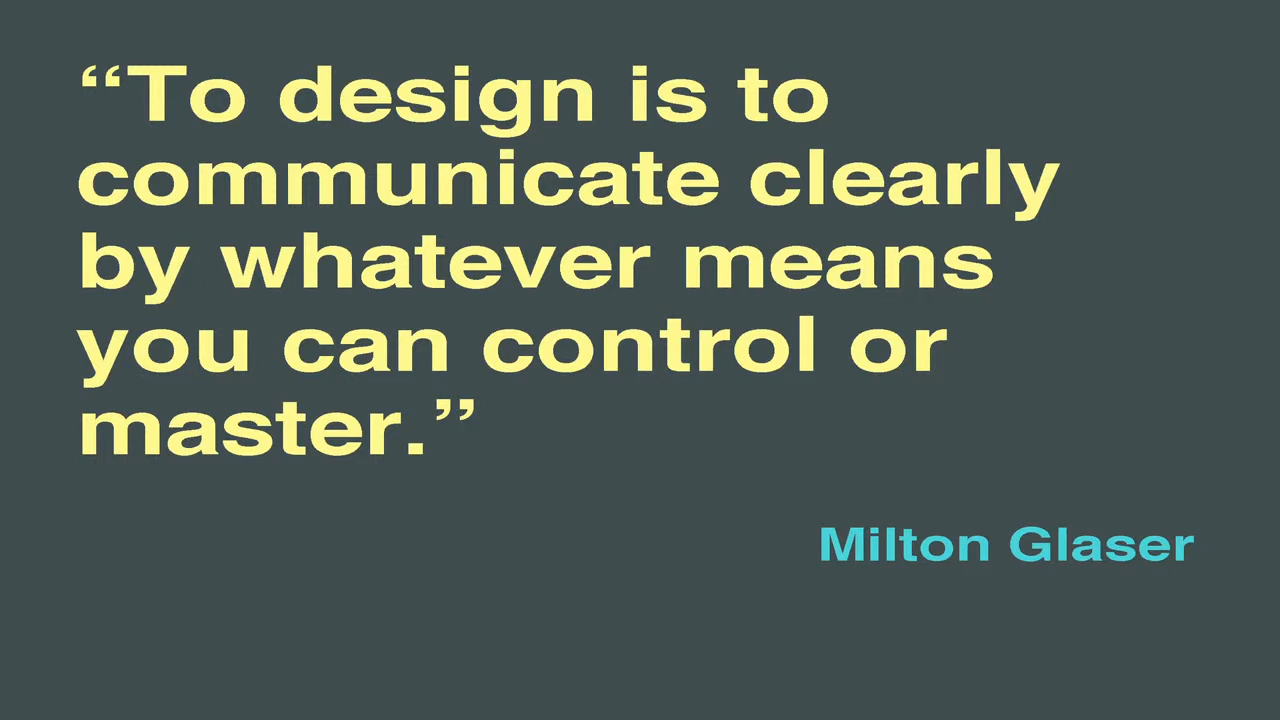 “To design is to
communicate clearly
by whatever means
you can control or
master.”
Milton Glaser